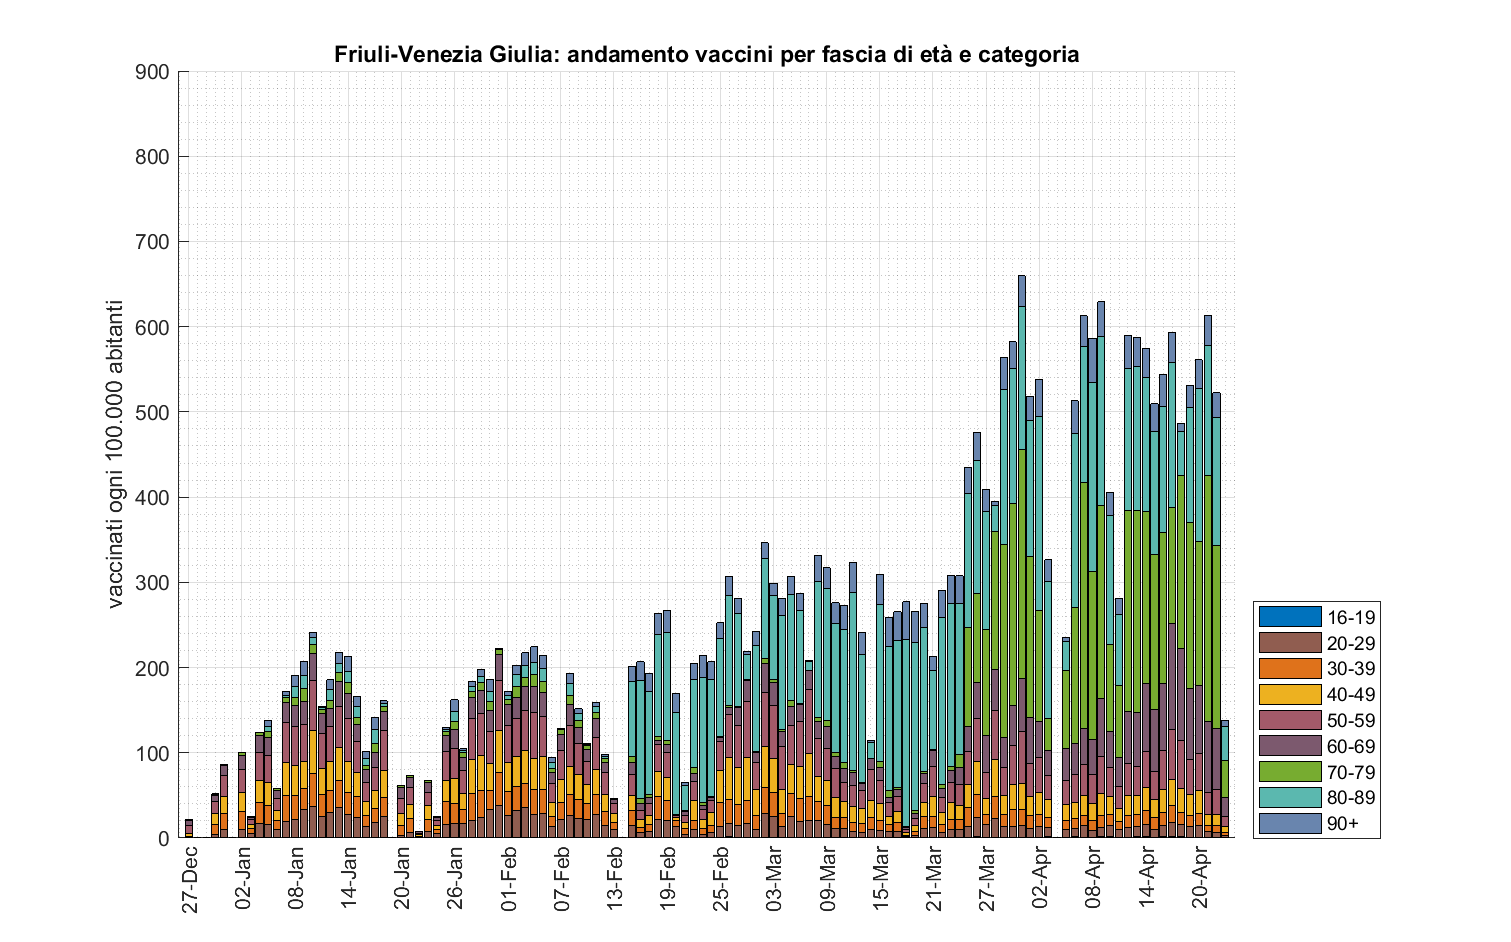 Friuli-Venezia Giulia: andamento vaccini per fascia di età e categoria
vaccinati ogni 100.000 abitanti
900
800
700
600
500
400
300
200
100
0
27-Dec
02-Jan
08-Jan
14-Jan
20-Jan
26-Jan
01-Feb
07-Feb
13-Feb
19-Feb
25-Feb
03-Mar
09-Mar
15-Mar
21-Mar
27-Mar
02-Apr
08-Apr
14-Apr
20-Apr
16-19
20-29
30-39
40-49
50-59
60-69
70-79
80-89
90+